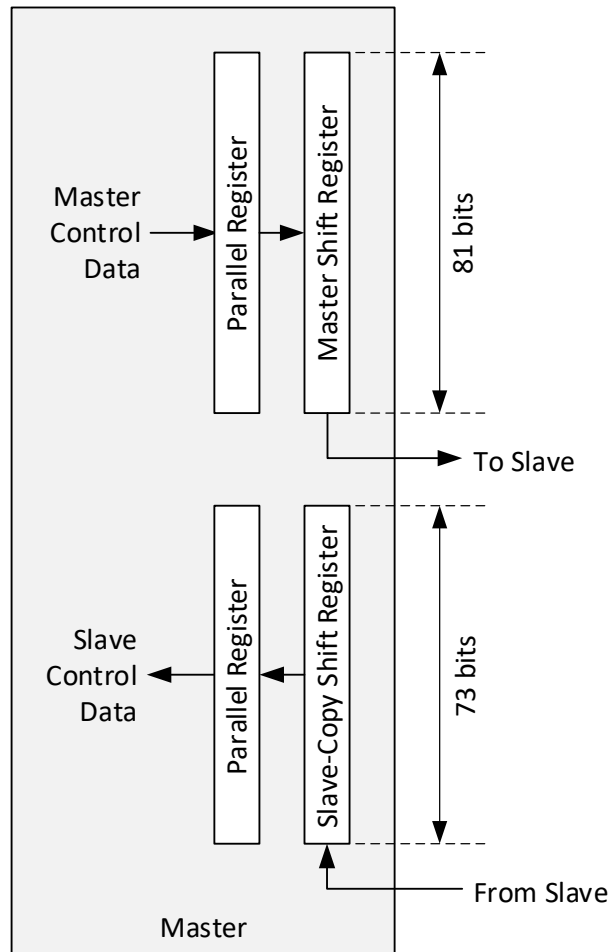 Master
Control
Data
Parallel Register
Master Shift Register
81 bits
To Slave
Slave
Control
Data
Parallel Register
Slave-Copy Shift Register
73 bits
From Slave
Master